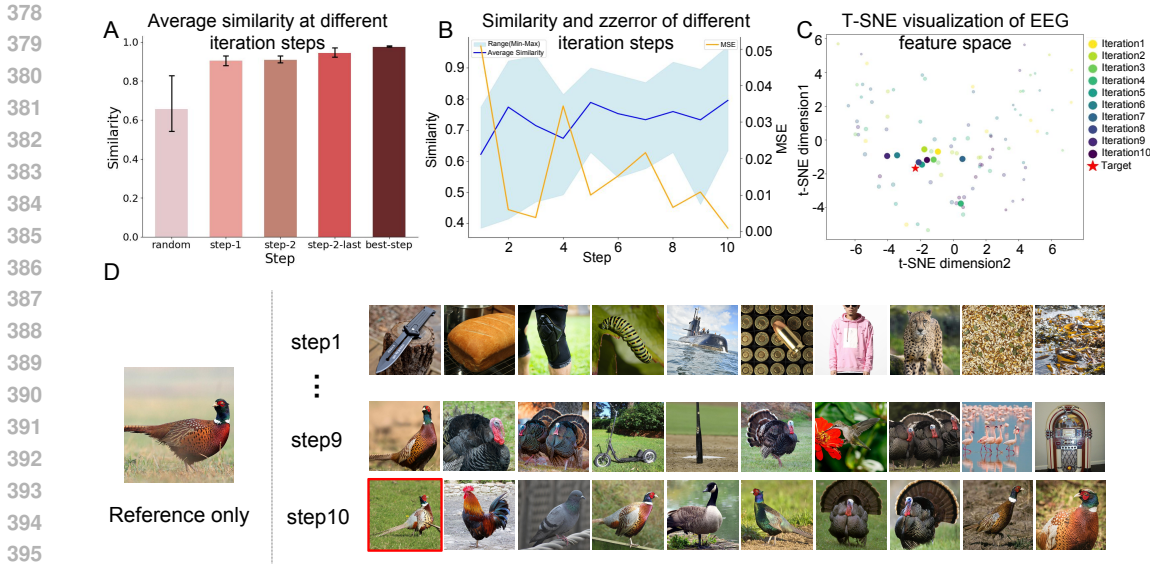 378
379
380
381
382
383
384
385
386
387
388
389
390
391
392
393
394
395
A
Average similarity at different
iteration steps
Similarity
1.0
0.8
0.6
0.4
0.2
0.0
random
step-1
step-2
step-2-last
best-step
Step
B
Similarity and zzerror of different
iteration steps
Range(Min-Max)
Average Similarity
MSE
Similarity
0.9
0.8
0.7
0.6
0.5
0.4
0.05
0.04
0.03
0.02
0.01
0.00
MSE
2
4
6
8
10
Step
C
T-SNE visualization of EEG
feature space
t-SNE dimension1
6
4
2
0
-2
-4
-6
-4
-2
0
2
4
6
t-SNE dimension2
Iteration1
Iteration2
Iteration3
Iteration4
Iteration5
Iteration6
Iteration7
Iteration8
Iteration9
Iteration10
Target
D
Reference only
step1
⋮
step9
step10